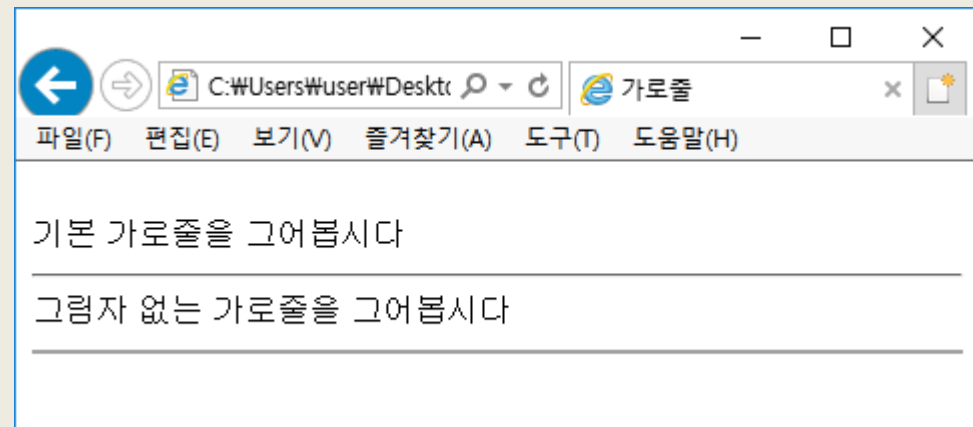 C:₩Users₩user₩Deskto
가로줄
파일(F) 편집(E) 보기(V) 즐겨찾기(A) 도구(T) 도움말(H)
기본 가로줄을 그어봅시다
그림자 없는 가로줄을 그어봅시다